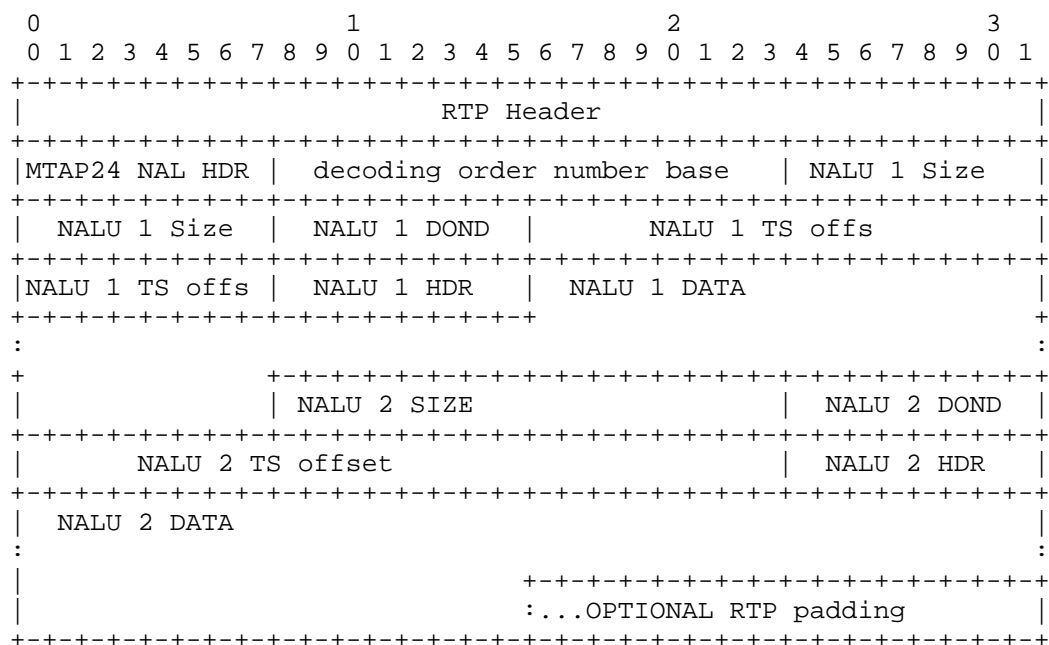 0                   1                   2                   3
 0 1 2 3 4 5 6 7 8 9 0 1 2 3 4 5 6 7 8 9 0 1 2 3 4 5 6 7 8 9 0 1
+-+-+-+-+-+-+-+-+-+-+-+-+-+-+-+-+-+-+-+-+-+-+-+-+-+-+-+-+-+-+-+-+
|                          RTP Header                           |
+-+-+-+-+-+-+-+-+-+-+-+-+-+-+-+-+-+-+-+-+-+-+-+-+-+-+-+-+-+-+-+-+
|MTAP24 NAL HDR |  decoding order number base   | NALU 1 Size   |
+-+-+-+-+-+-+-+-+-+-+-+-+-+-+-+-+-+-+-+-+-+-+-+-+-+-+-+-+-+-+-+-+
|  NALU 1 Size  |  NALU 1 DOND  |       NALU 1 TS offs          |
+-+-+-+-+-+-+-+-+-+-+-+-+-+-+-+-+-+-+-+-+-+-+-+-+-+-+-+-+-+-+-+-+
|NALU 1 TS offs |  NALU 1 HDR   |  NALU 1 DATA                  |
+-+-+-+-+-+-+-+-+-+-+-+-+-+-+-+-+                               +
:                                                               :
+               +-+-+-+-+-+-+-+-+-+-+-+-+-+-+-+-+-+-+-+-+-+-+-+-+
|               | NALU 2 SIZE                   |  NALU 2 DOND  |
+-+-+-+-+-+-+-+-+-+-+-+-+-+-+-+-+-+-+-+-+-+-+-+-+-+-+-+-+-+-+-+-+
|       NALU 2 TS offset                        |  NALU 2 HDR   |
+-+-+-+-+-+-+-+-+-+-+-+-+-+-+-+-+-+-+-+-+-+-+-+-+-+-+-+-+-+-+-+-+
|  NALU 2 DATA                                                  |
:                                                               :
|                               +-+-+-+-+-+-+-+-+-+-+-+-+-+-+-+-+
|                               :...OPTIONAL RTP padding        |
+-+-+-+-+-+-+-+-+-+-+-+-+-+-+-+-+-+-+-+-+-+-+-+-+-+-+-+-+-+-+-+-+